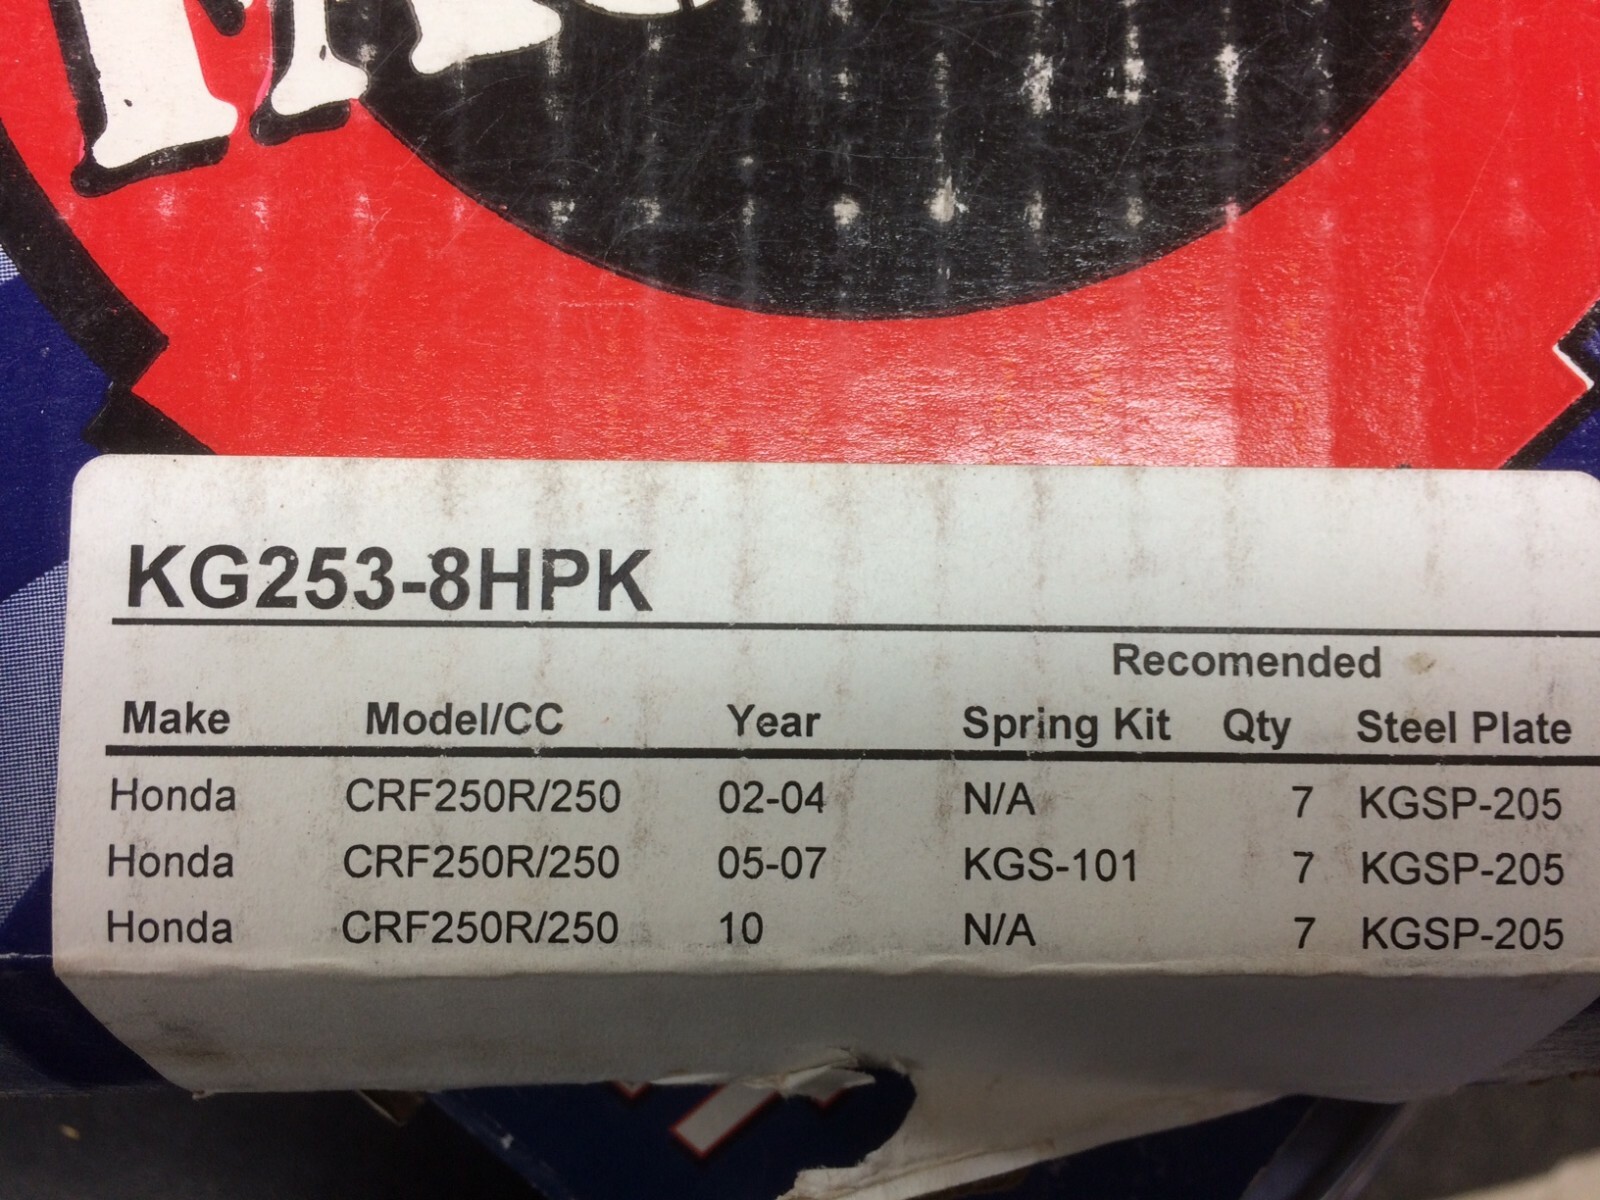 KG253-8HPK
Recomended
Make Model/CC Year Spring Kit Qty Steel Plate
Honda CRF250R/250 02-04 N/A 7 KGSP-205
Honda CRF250R/250 05-07 KGS-101 7 KGSP-205
Honda CRF250R/250 10 N/A 7 KGSP-205